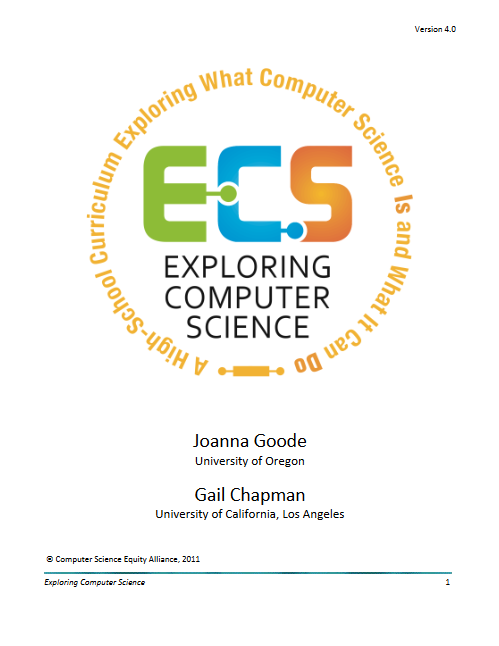 Version 4.0
A High-School Curriculum Exploring What Computer Science Is and What It Can Do
ECS
EXPLORING
COMPUTER
SCIENCE
Joanna Goode
University of Oregon
Gail Chapman
University of California, Los Angeles
© Computer Science Equity Alliance, 2011
Exploring Computer Science 1